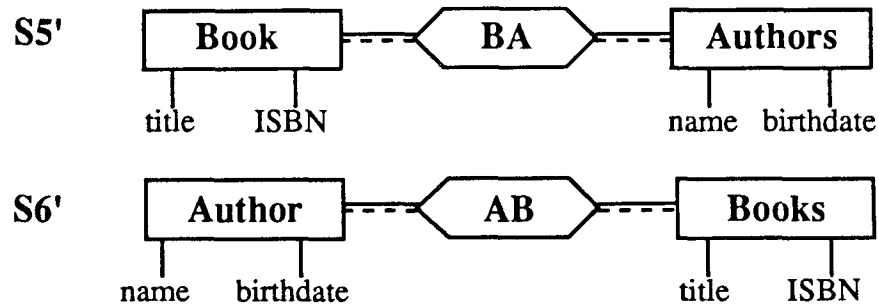 S5' Book BA Authors
title ISBN name birthdate
S6' Author AB Books
name birthdate title ISBN